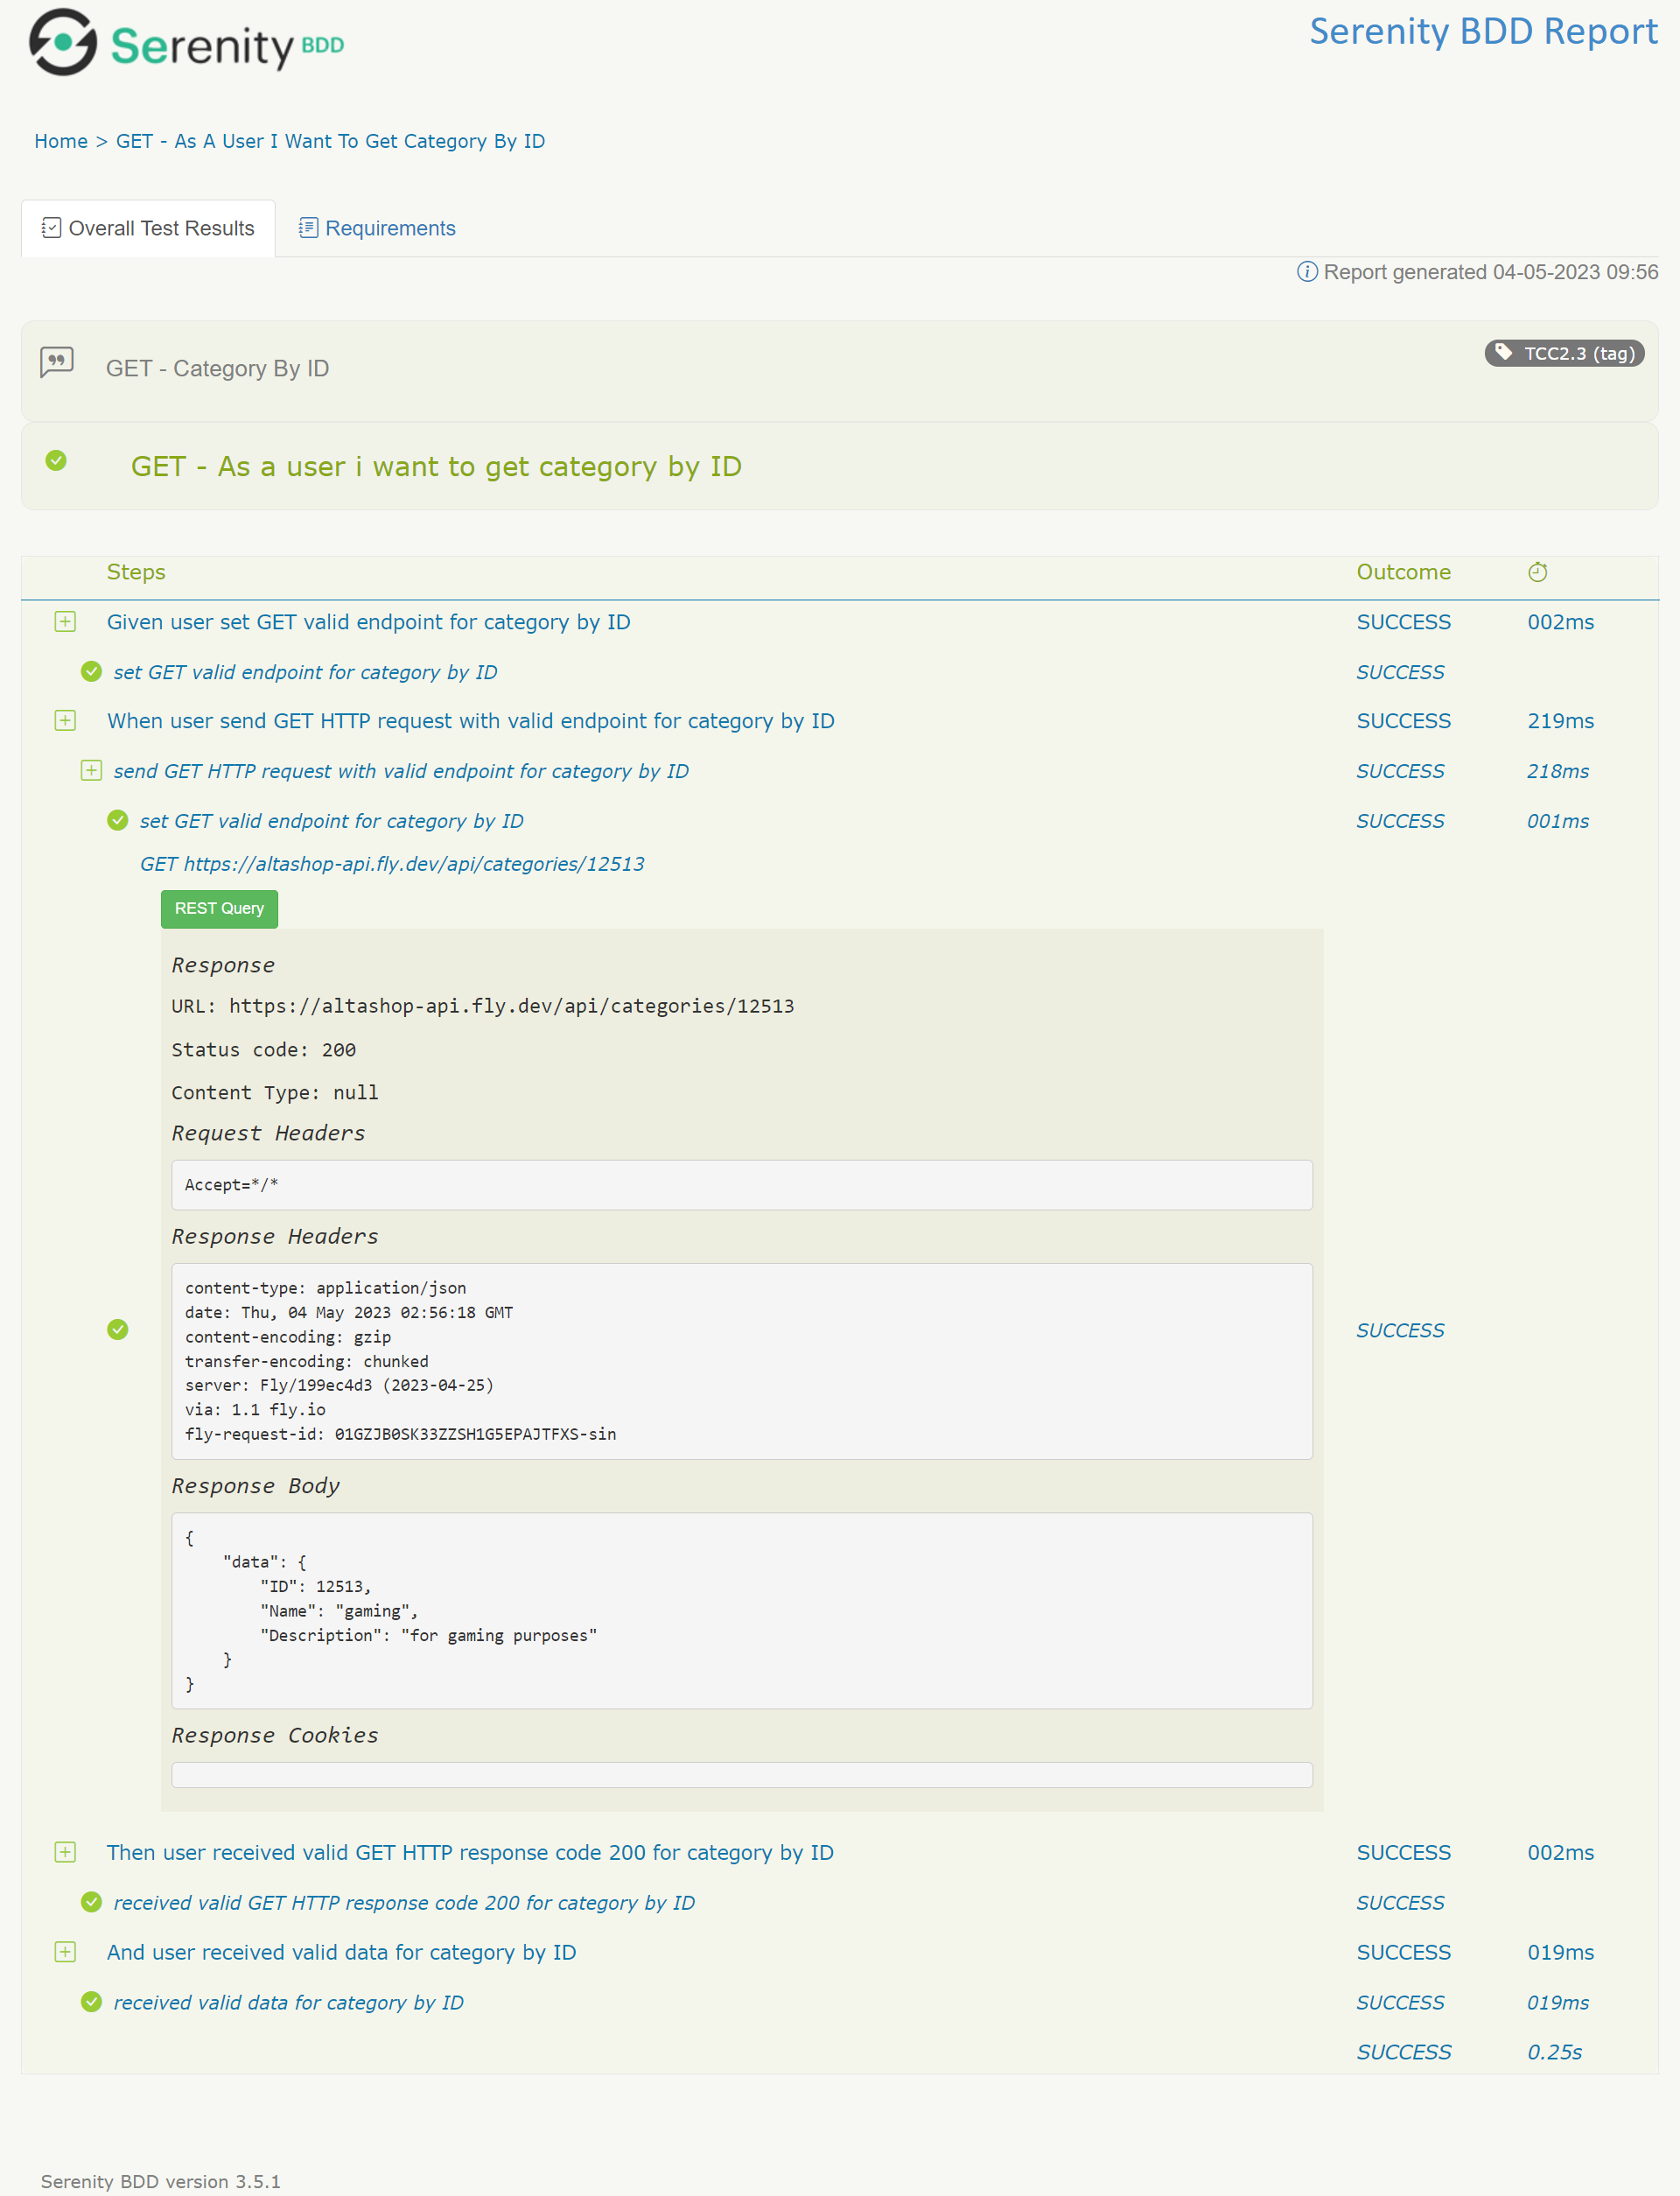 Serenity BDD
Serenity BDD Report
Home > GET - As A User I Want To Get Category By ID
Overall Test Results
Requirements
Report generated 04-05-2023 09:56
GET - Category By ID
TCC2.3 (tag)
GET - As a user i want to get category by ID
Steps Outcome
Given user set GET valid endpoint for category by ID SUCCESS 002ms
set GET valid endpoint for category by ID SUCCESS
When user send GET HTTP request with valid endpoint for category by ID SUCCESS 219ms
send GET HTTP request with valid endpoint for category by ID SUCCESS 218ms
set GET valid endpoint for category by ID SUCCESS 001ms
GET https://altashop-api.fly.dev/api/categories/12513
REST Query
Response
URL: https://altashop-api.fly.dev/api/categories/12513
Status code: 200
Content Type: null
Request Headers
Accept=*/*
Response Headers
content-type: application/json
date: Thu, 04 May 2023 02:56:18 GMT
content-encoding: gzip
transfer-encoding: chunked
server: Fly/199ec4d3 (2023-04-25)
via: 1.1 fly.io
fly-request-id: 01GZJB0SK33ZZSH1G5EPAJTFXS-sin
SUCCESS
Response Body
{
"data": {
"ID": 12513,
"Name": "gaming",
"Description": "for gaming purposes"
}
}
Response Cookies
Then user received valid GET HTTP response code 200 for category by ID SUCCESS 002ms
received valid GET HTTP response code 200 for category by ID SUCCESS
And user received valid data for category by ID SUCCESS 019ms
received valid data for category by ID SUCCESS 019ms
SUCCESS 0.25s
Serenity BDD version 3.5.1